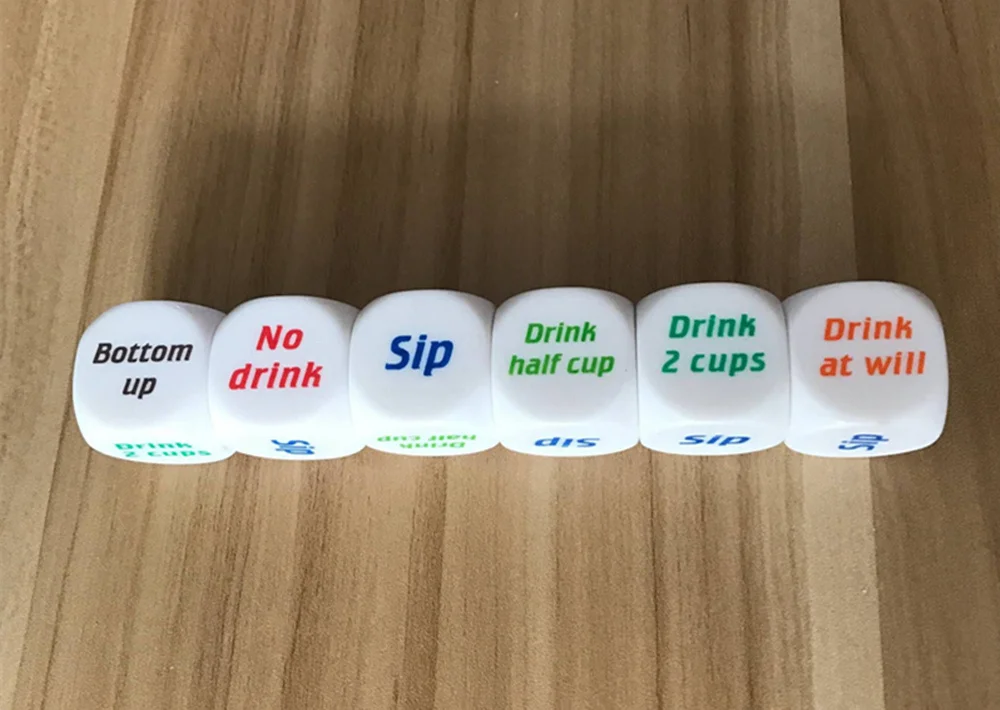 Bottom
up
No
drink
Sip
Drink
half cup
Drink
2 cups
Drink
at will
Drink
2 cups
Sip
Drink
half cup
Sip
Sip
Sip